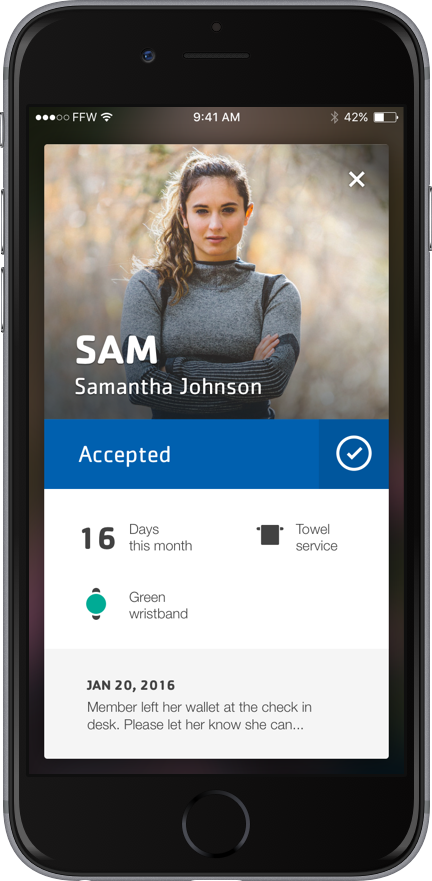 FFW 9:41 AM 42%
SAM
Samantha Johnson
Accepted
16 Days
this month
Towel
service
Green
wristband
JAN 20, 2016
Member left her wallet at the check in
desk. Please let her know she can...